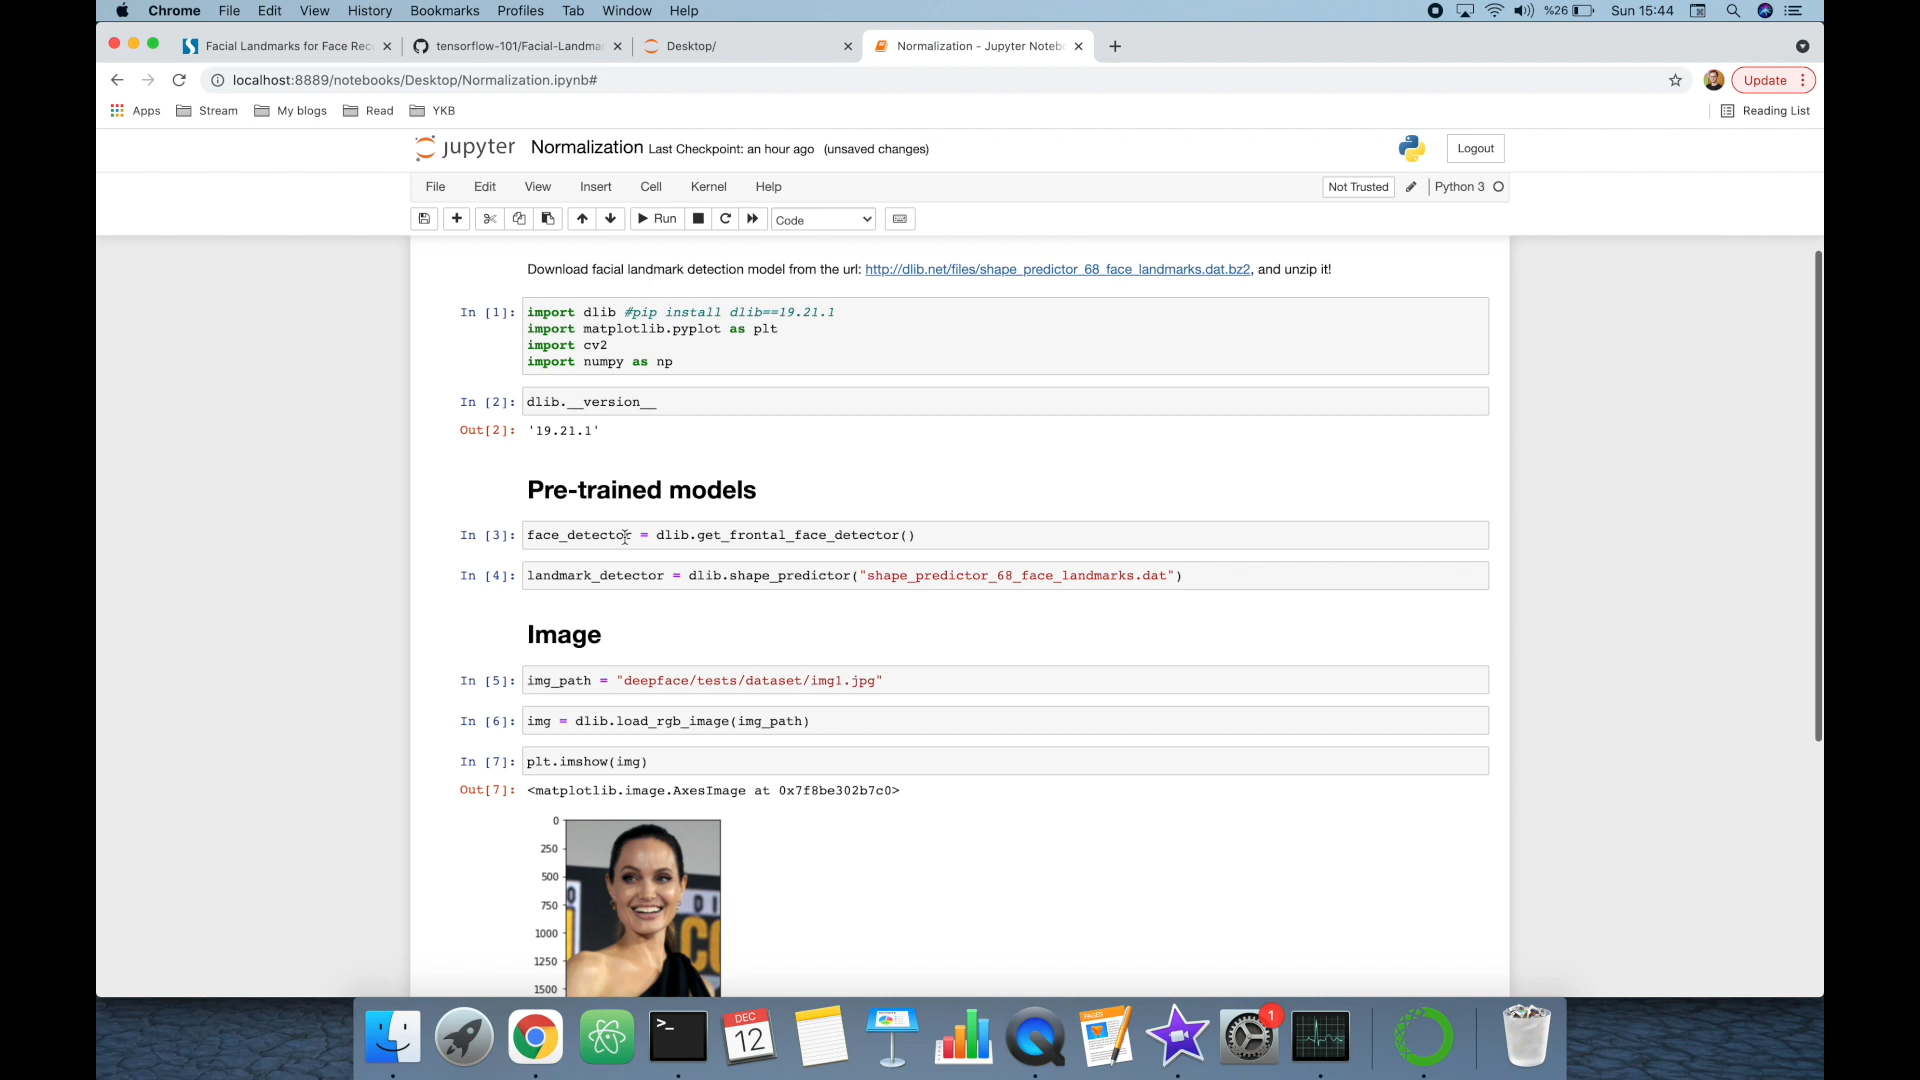 Chrome File Edit View History Bookmarks Profiles Tab Window Help %26 Sun 15:44
Facial Landmarks for Face Rec tensorflow-101/Facial-Landma Desktop/ Normalization - Jupyter Noteb
localhost:8889/notebooks/Desktop/Normalization.ipynb# Update
Apps Stream My blogs Read YKB Reading List
jupyter Normalization Last Checkpoint: an hour ago (unsaved changes) Logout
File Edit View Insert Cell Kernel Help Not Trusted Python 3
Run Code
Download facial landmark detection model from the url: http://dlib.net/files/shape_predictor_68_face_landmarks.dat.bz2, and unzip it!
In [1]: import dlib #pip install dlib==19.21.1
import matplotlib.pyplot as plt
import cv2
import numpy as np
In [2]: dlib.__version__
Out[2]: '19.21.1'
Pre-trained models
In [3]: face_detector = dlib.get_frontal_face_detector()
In [4]: landmark_detector = dlib.shape_predictor("shape_predictor_68_face_landmarks.dat")
Image
In [5]: img_path = "deepface/tests/dataset/img1.jpg"
In [6]: img = dlib.load_rgb_image(img_path)
In [7]: plt.imshow(img)
Out[7]: <matplotlib.image.AxesImage at 0x7f8be302b7c0>
0
250
500
750
1000
1250
1500
DEC
12
PAGES
1